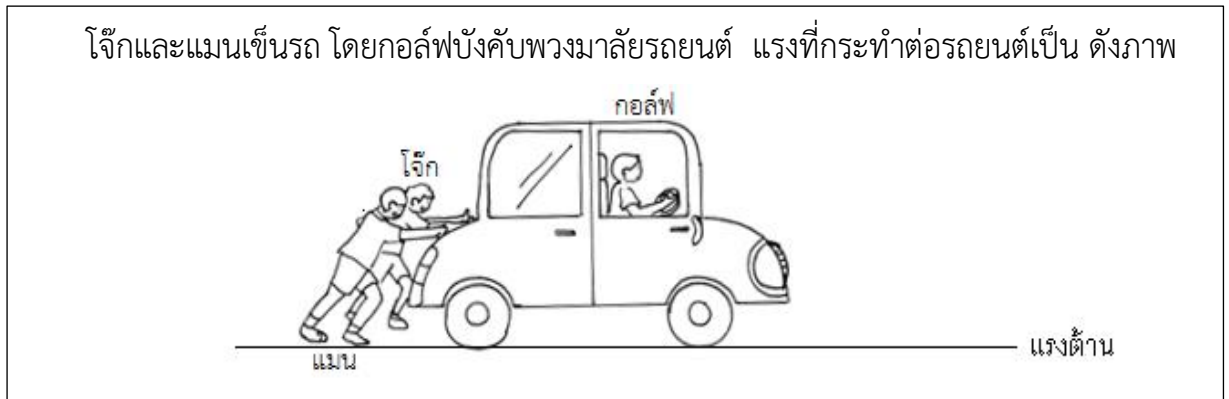 โจ๊กและแมนเข็นรถ โดยกอล์ฟบังคับพวงมาลัยรถยนต์ แรงที่กระทำต่อรถยนต์เป็น ดังภาพ
กอล์ฟ
โจ๊ก
แรงต้าน
แมน